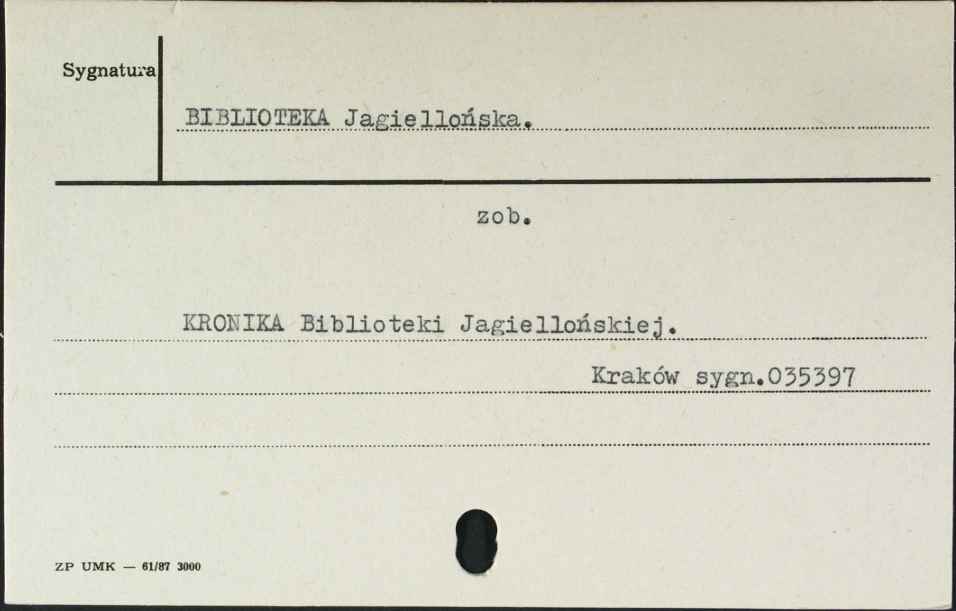 Sygnatura
BIBLIOTEKA Jagiellońska.
zob.
KRONIKA Biblioteki Jagiellońskiej.
Kraków sygn.035397
ZP UMK — 61/87 3000